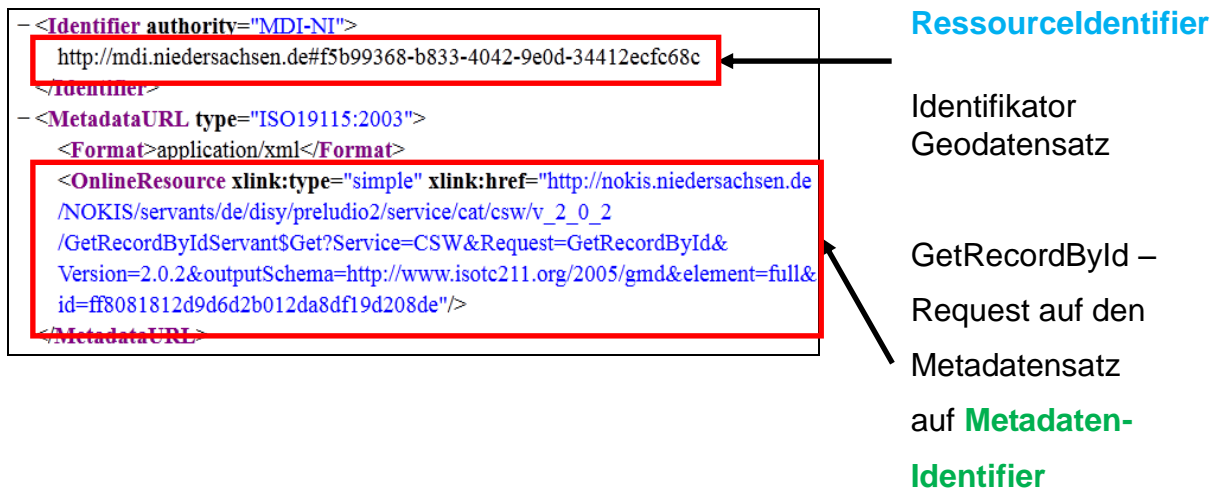 – <Identifier authority="MDI-NI">
http://mdi.niedersachsen.de#f5b99368-b833-4042-9e0d-34412ecfc68c
</Identifier>
– <MetadataURL type="ISO19115:2003">
<Format>application/xml</Format>
<OnlineResource xlink:type="simple" xlink:href="http://nokis.niedersachsen.de
/NOKIS/servants/de/disy/preludio2/service/cat/csw/v_2_0_2
/GetRecordByIdServant$Get?Service=CSW&Request=GetRecordById&
Version=2.0.2&outputSchema=http://www.isotc211.org/2005/gmd&element=full&
id=ff8081812d9d6d2b012da8df19d208de"/>
</MetadataURL>
RessourceIdentifier
Identifikator
Geodatensatz
GetRecordById –
Request auf den
Metadatensatz
auf Metadaten-
Identifier